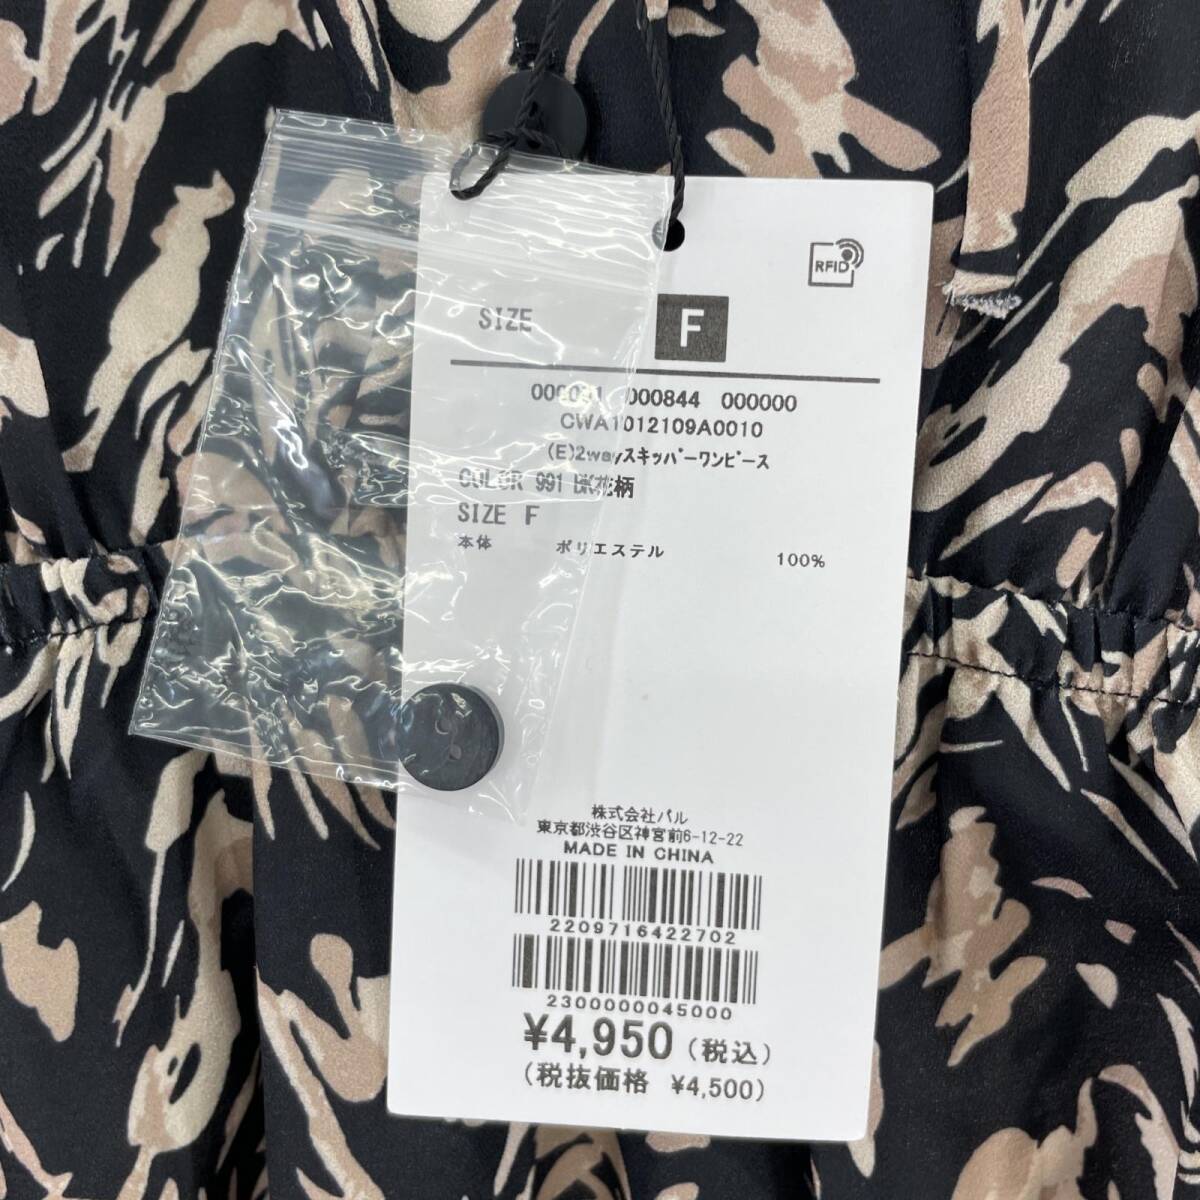 RFID
SIZE F
000844 000000
CWA1012109A0010
(E)2wayスキッパーワンピース
COLOR 991 BK花柄
SIZE F
本体 ポリエステル 100%
株式会社パル
東京都渋谷区神宮前6-12-22
MADE IN CHINA
2209716422702
2300000045000
¥4,950(税込)
(税抜価格 ¥4,500)